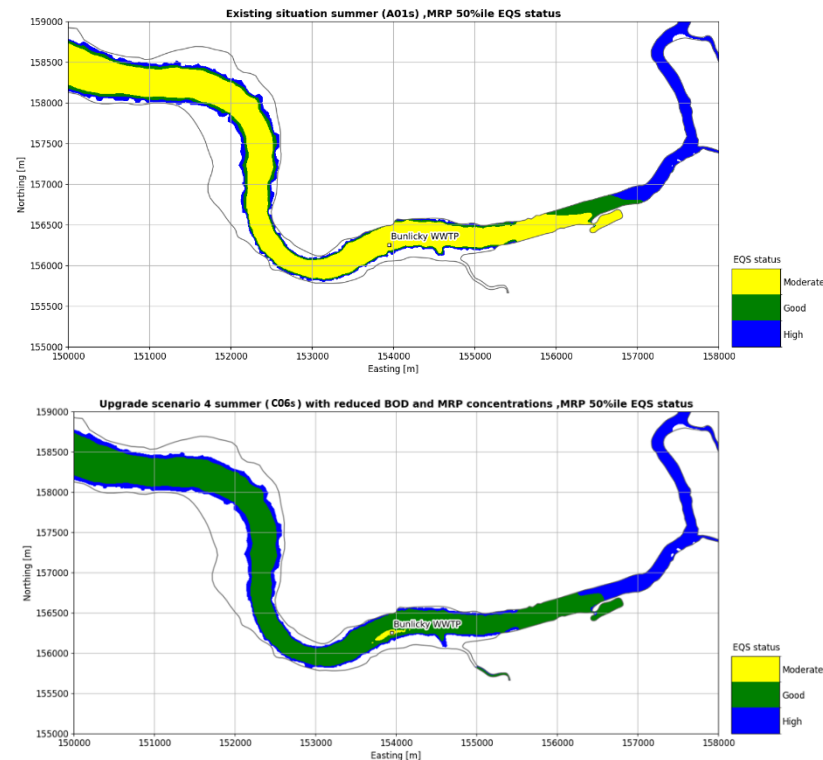 Existing situation summer (A01s) ,MRP 50%ile EQS status
159000
158500
158000
157500
157000
156500
156000
155500
155000
Northing [m]
Bunlicky WWTP
150000 151000 152000 153000 154000 155000 156000 157000 158000
Easting [m]
EQS status
Moderate
Good
High
Upgrade scenario 4 summer (C06s) with reduced BOD and MRP concentrations ,MRP 50%ile EQS status
159000
158500
158000
157500
157000
156500
156000
155500
155000
Northing [m]
Bunlicky WWTP
150000 151000 152000 153000 154000 155000 156000 157000 158000
Easting [m]
EQS status
Moderate
Good
High